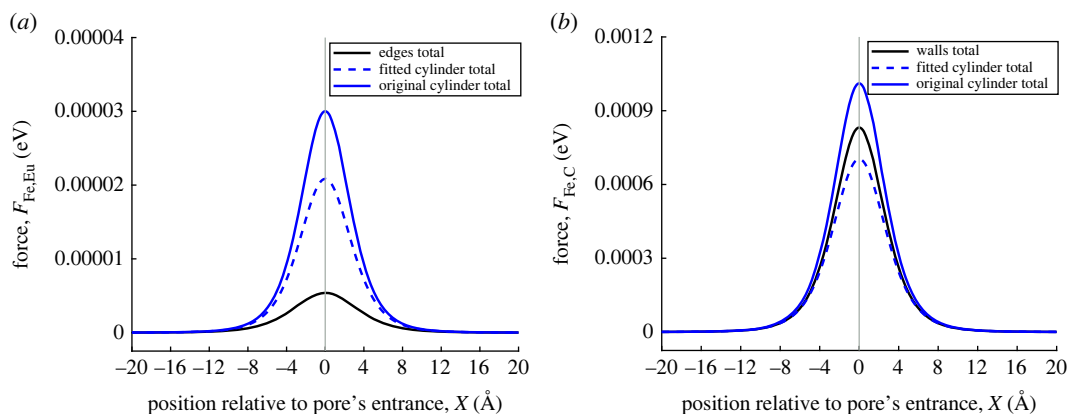 (a)
0.00004
0.00003
0.00002
0.00001
0
force, F_Fe,Eu (eV)
edges total
fitted cylinder total
original cylinder total
–20 –16 –12 –8 –4 0 4 8 12 16 20
position relative to pore's entrance, X (Å)
(b)
0.0012
0.0009
0.0006
0.0003
0
force, F_Fe,C (eV)
walls total
fitted cylinder total
original cylinder total
–20 –16 –12 –8 –4 0 4 8 12 16 20
position relative to pore's entrance, X (Å)